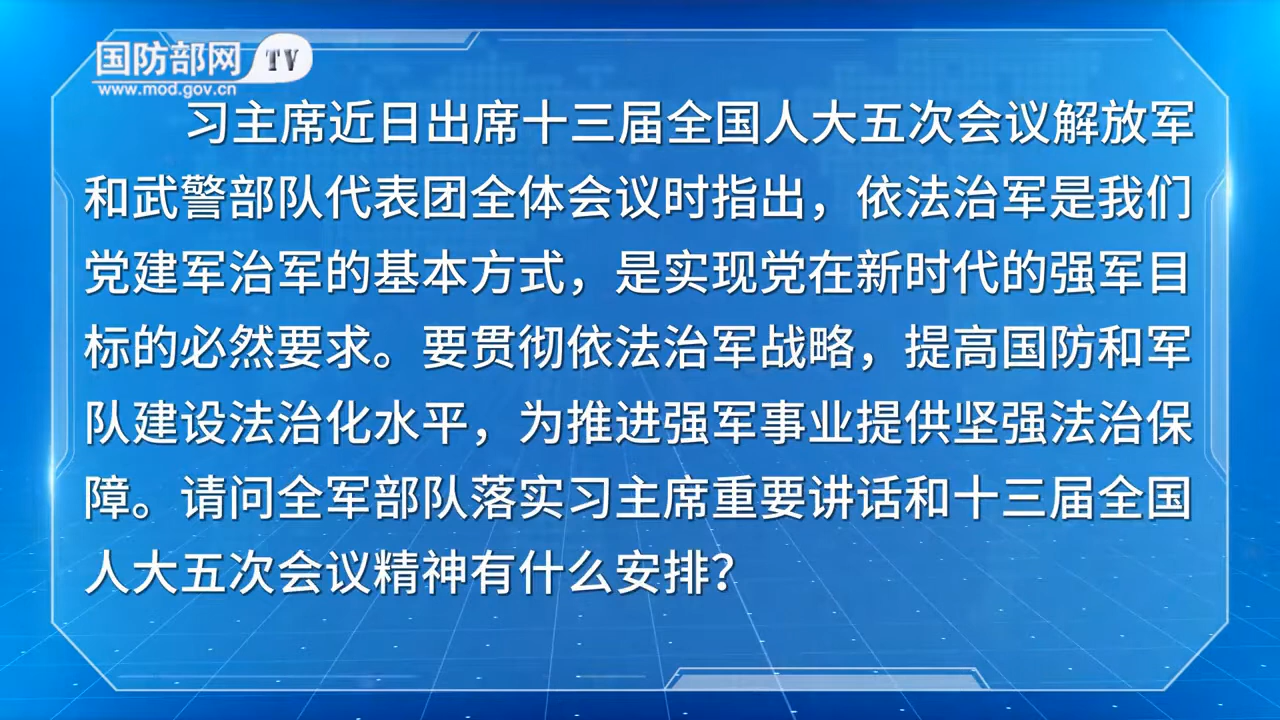 国防部网 TV
www.mod.gov.cn
习主席近日出席十三届全国人大五次会议解放军
和武警部队代表团全体会议时指出，依法治军是我们
党建军治军的基本方式，是实现党在新时代的强军目
标的必然要求。要贯彻依法治军战略，提高国防和军
队建设法治化水平，为推进强军事业提供坚强法治保
障。请问全军部队落实习主席重要讲话和十三届全国
人大五次会议精神有什么安排？